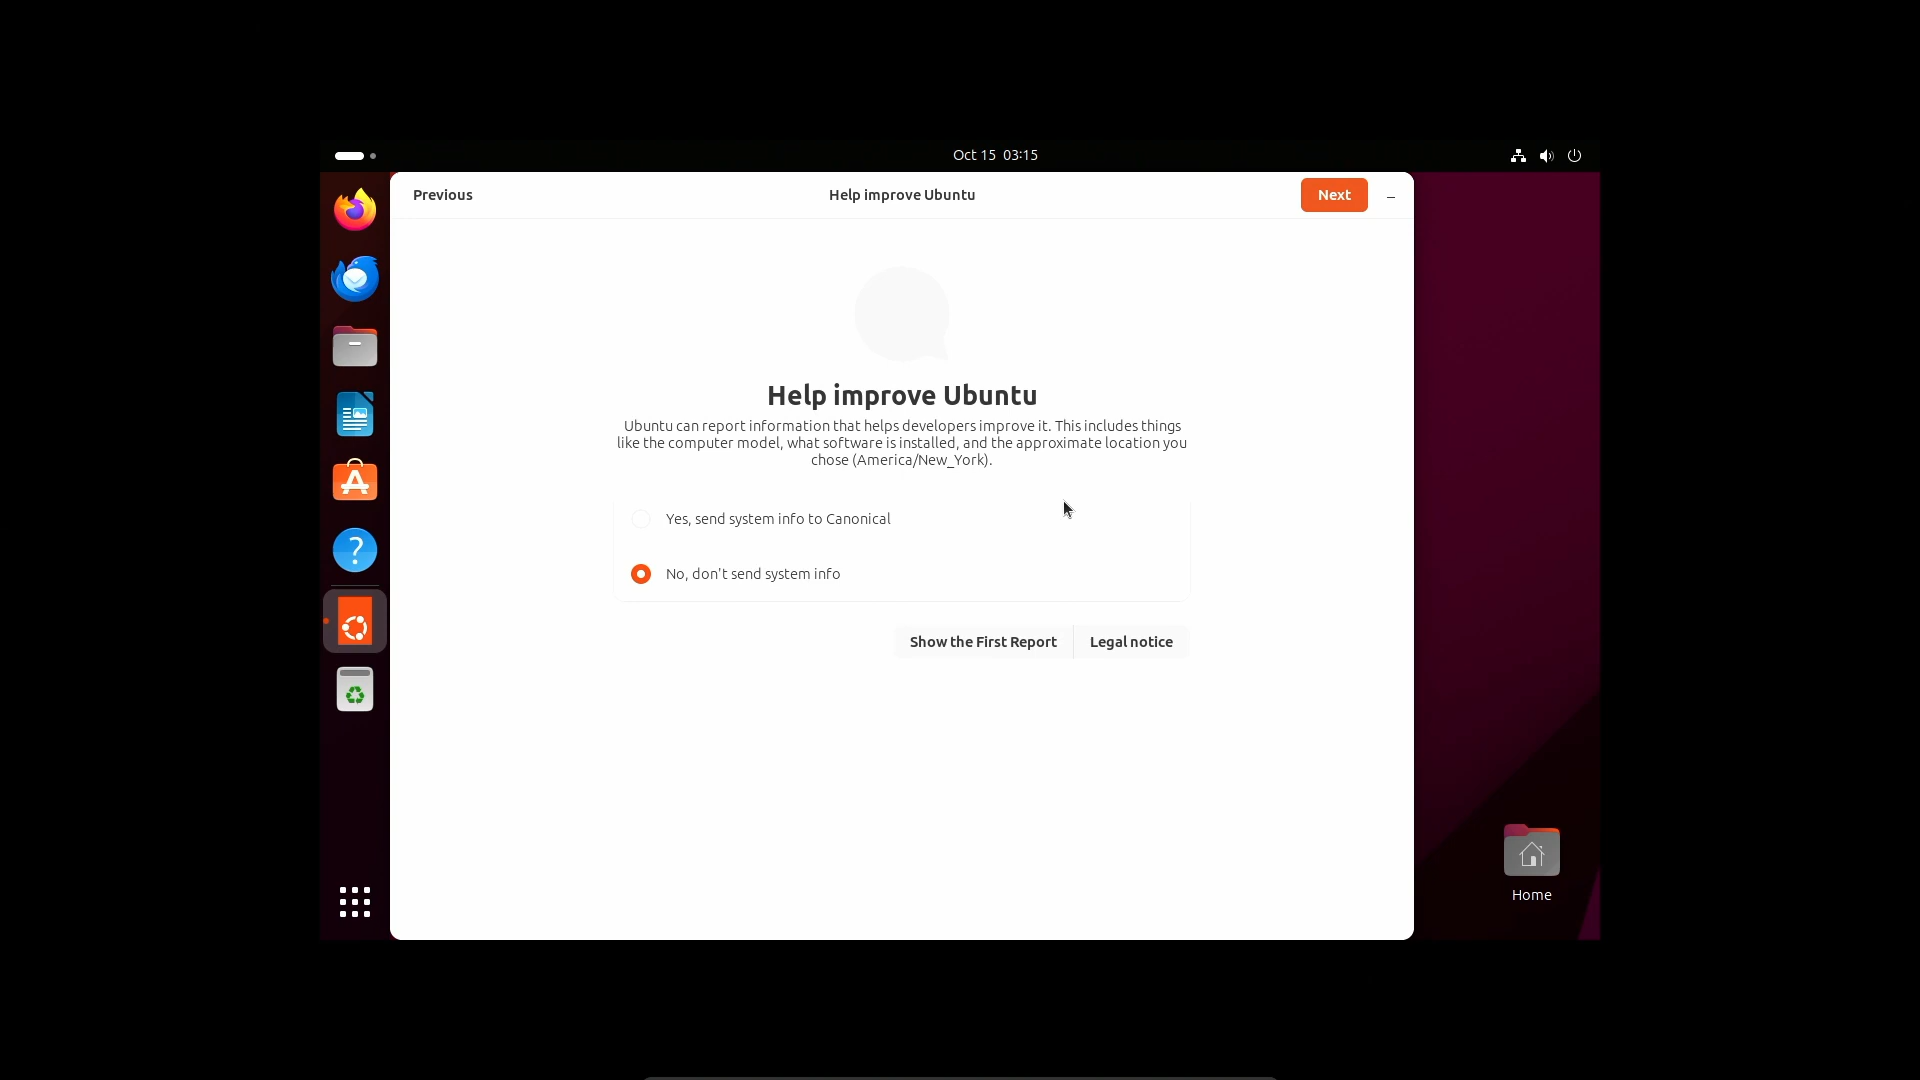 Oct 15 03:15
Previous
Help improve Ubuntu
Next
Help improve Ubuntu
Ubuntu can report information that helps developers improve it. This includes things
like the computer model, what software is installed, and the approximate location you
chose (America/New_York).
Yes, send system info to Canonical
No, don't send system info
Show the First Report
Legal notice
Home